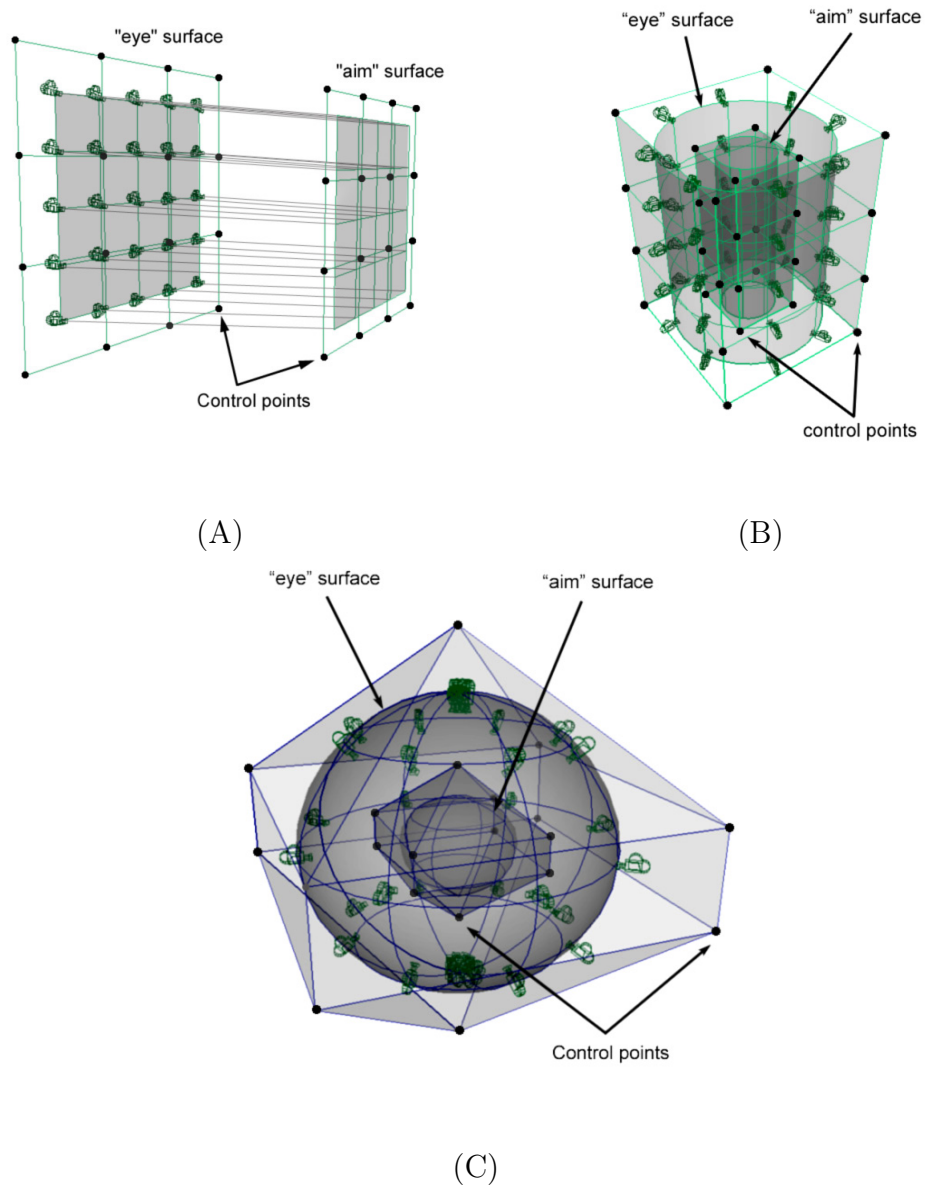 "eye" surface
"aim" surface
Control points
(A)
“eye” surface
“aim” surface
control points
(B)
“eye” surface
“aim” surface
Control points
(C)